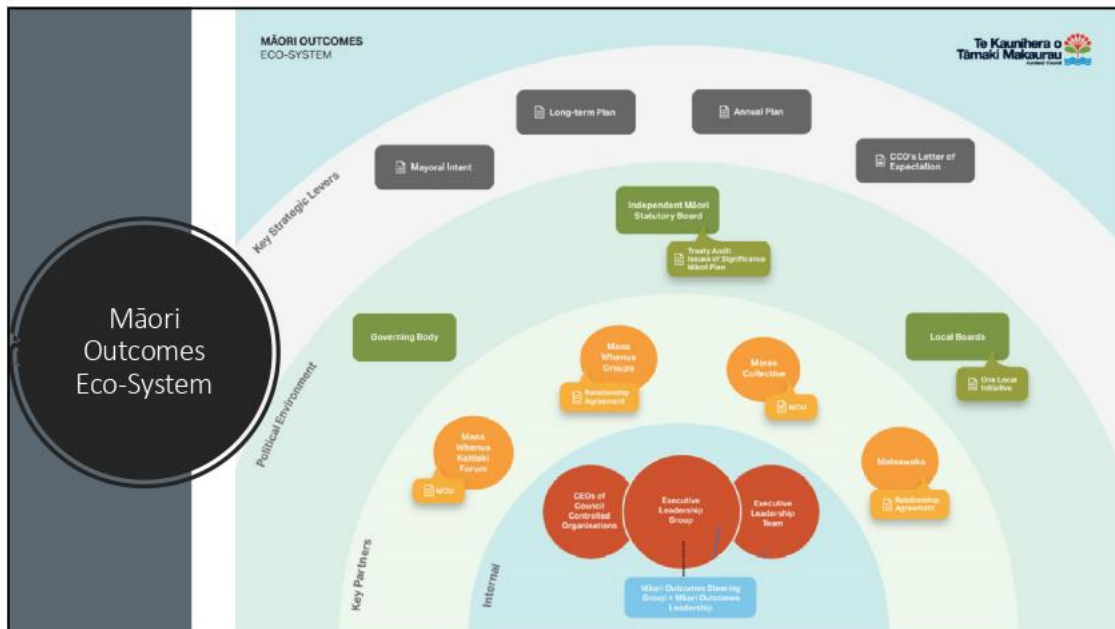 Māori
Outcomes
Eco-System
MĀORI OUTCOMES
ECO-SYSTEM
Te Kaunihera o
Tāmaki Makaurau
Auckland Council
Key Strategic Levers
Mayoral Intent
Long-term Plan
Annual Plan
CCO's Letter of
Expectation
Political Environment
Governing Body
Independent Māori
Statutory Board
Treaty Audit
Issues of Significance
Māori Plan
Local Boards
One Local
Initiative
Key Partners
Mana
Whenua
Kaitiaki
Forum
MOU
Mana
Whenua
Groups
Relationship
Agreement
Marae
Collective
MOU
Mataawaka
Relationship
Agreement
Internal
CEOs of
Council
Controlled
Organisations
Executive
Leadership
Group
Executive
Leadership
Team
Māori Outcomes Steering
Group + Māori Outcomes
Leadership